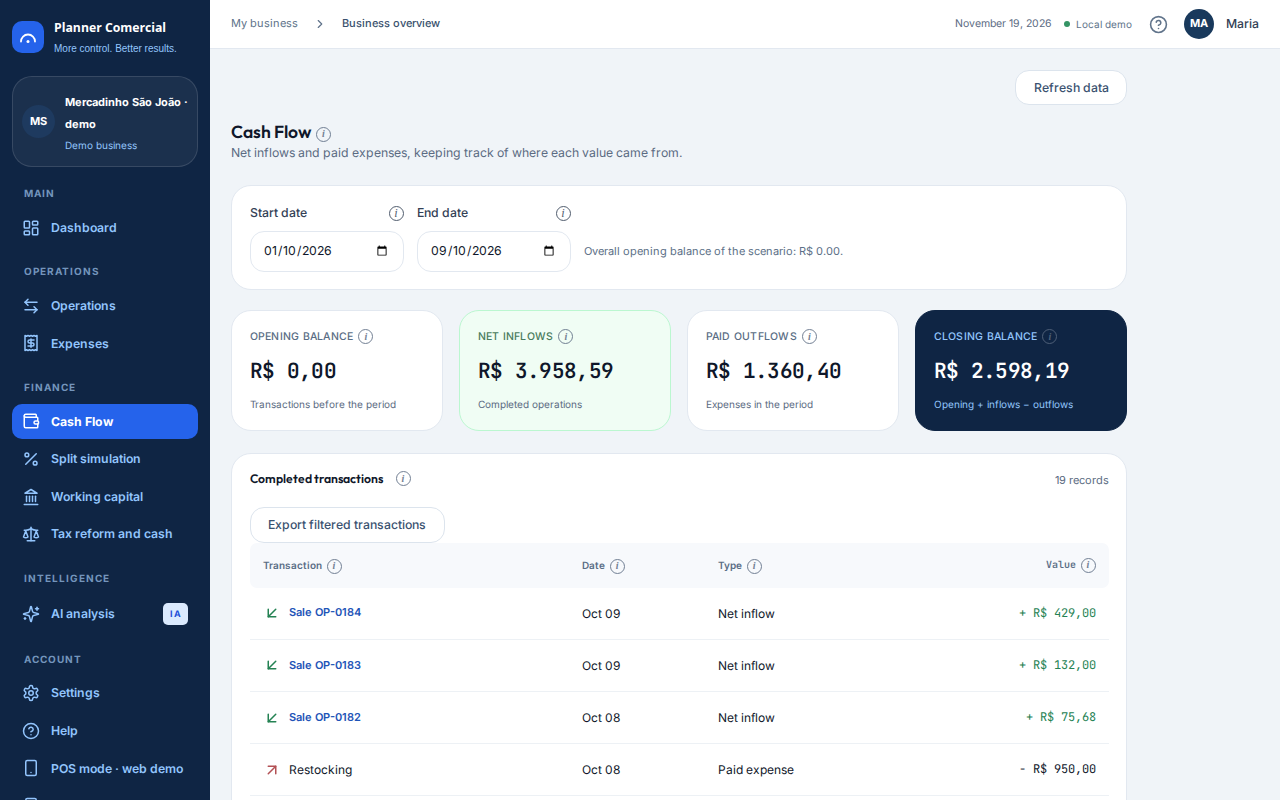 Planner Comercial
More control. Better results.
MS
Mercadinho São João ·
demo
Demo business
MAIN
Dashboard
OPERATIONS
Operations
Expenses
FINANCE
Cash Flow
Split simulation
Working capital
Tax reform and cash
INTELLIGENCE
AI analysis
IA
ACCOUNT
Settings
Help
POS mode · web demo
My business
Business overview
November 19, 2026
Local demo
MA
Maria
Refresh data
Cash Flow
Net inflows and paid expenses, keeping track of where each value came from.
Start date
End date
01/10/2026
09/10/2026
Overall opening balance of the scenario: R$ 0.00.
OPENING BALANCE
R$ 0,00
Transactions before the period
NET INFLOWS
R$ 3.958,59
Completed operations
PAID OUTFLOWS
R$ 1.360,40
Expenses in the period
CLOSING BALANCE
R$ 2.598,19
Opening + inflows − outflows
Completed transactions
19 records
Export filtered transactions
Transaction Date Type Value
Sale OP-0184 Oct 09 Net inflow + R$ 429,00
Sale OP-0183 Oct 09 Net inflow + R$ 132,00
Sale OP-0182 Oct 08 Net inflow + R$ 75,68
Restocking Oct 08 Paid expense - R$ 950,00